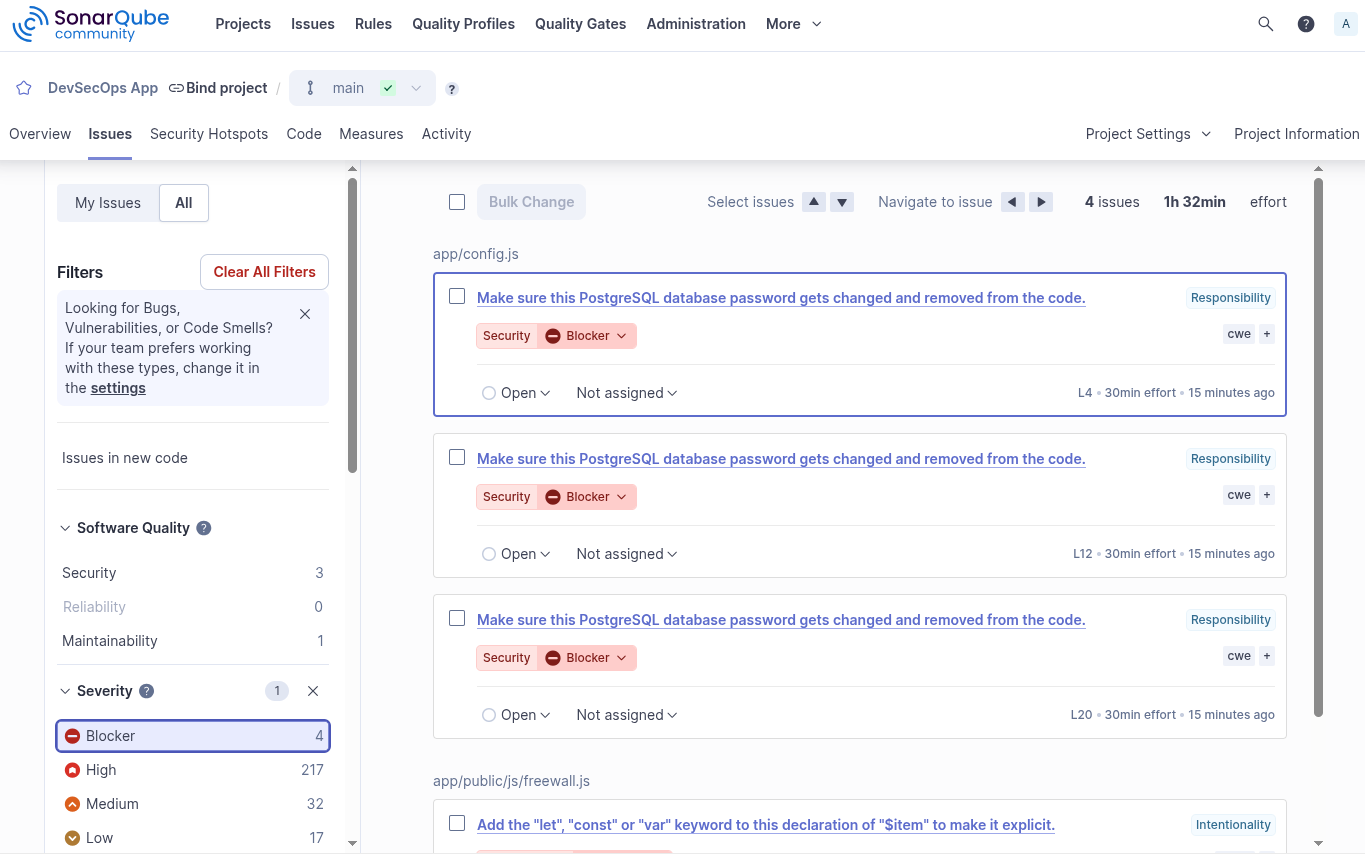 SonarQube
community
Projects Issues Rules Quality Profiles Quality Gates Administration More
? A
DevSecOps App Bind project / main ?
Overview Issues Security Hotspots Code Measures Activity Project Settings Project Information
My Issues All
Filters Clear All Filters
Looking for Bugs,
Vulnerabilities, or Code Smells?
If your team prefers working
with these types, change it in
the settings
Issues in new code
Software Quality ?
Security 3
Reliability 0
Maintainability 1
Severity ? 1
Blocker 4
High 217
Medium 32
Low 17
Bulk Change Select issues Navigate to issue 4 issues 1h 32min effort
app/config.js
Make sure this PostgreSQL database password gets changed and removed from the code. Responsibility
Security Blocker cwe +
Open Not assigned L4 • 30min effort • 15 minutes ago
Make sure this PostgreSQL database password gets changed and removed from the code. Responsibility
Security Blocker cwe +
Open Not assigned L12 • 30min effort • 15 minutes ago
Make sure this PostgreSQL database password gets changed and removed from the code. Responsibility
Security Blocker cwe +
Open Not assigned L20 • 30min effort • 15 minutes ago
app/public/js/freewall.js
Add the "let", "const" or "var" keyword to this declaration of "$item" to make it explicit. Intentionality